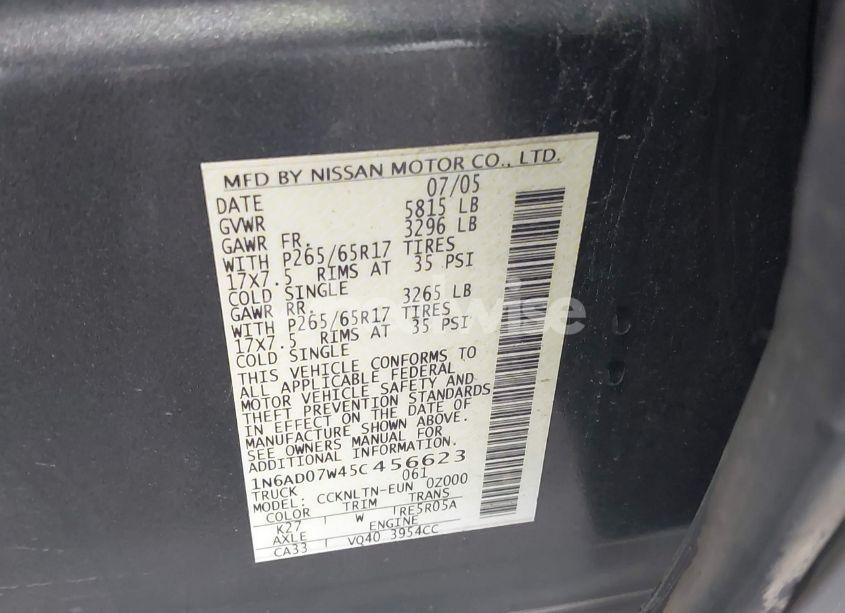 MFD BY NISSAN MOTOR CO., LTD.
DATE 07/05
GVWR 5815 LB
GAWR FR. 3296 LB
WITH P265/65R17 TIRES
17X7.5 RIMS AT 35 PSI
COLD SINGLE
GAWR RR. 3265 LB
WITH P265/65R17 TIRES
17X7.5 RIMS AT 35 PSI
COLD SINGLE
THIS VEHICLE CONFORMS TO
ALL APPLICABLE FEDERAL
MOTOR VEHICLE SAFETY AND
THEFT PREVENTION STANDARDS
IN EFFECT ON THE DATE OF
MANUFACTURE SHOWN ABOVE.
SEE OWNERS MANUAL FOR
ADDITIONAL INFORMATION.
1N6AD07W45C456623
TRUCK 061
MODEL: CCKNLTN-EUN 0Z000
COLOR TRIM TRANS
K27 W RE5R05A
AXLE ENGINE
CA33 VQ40 3954CC